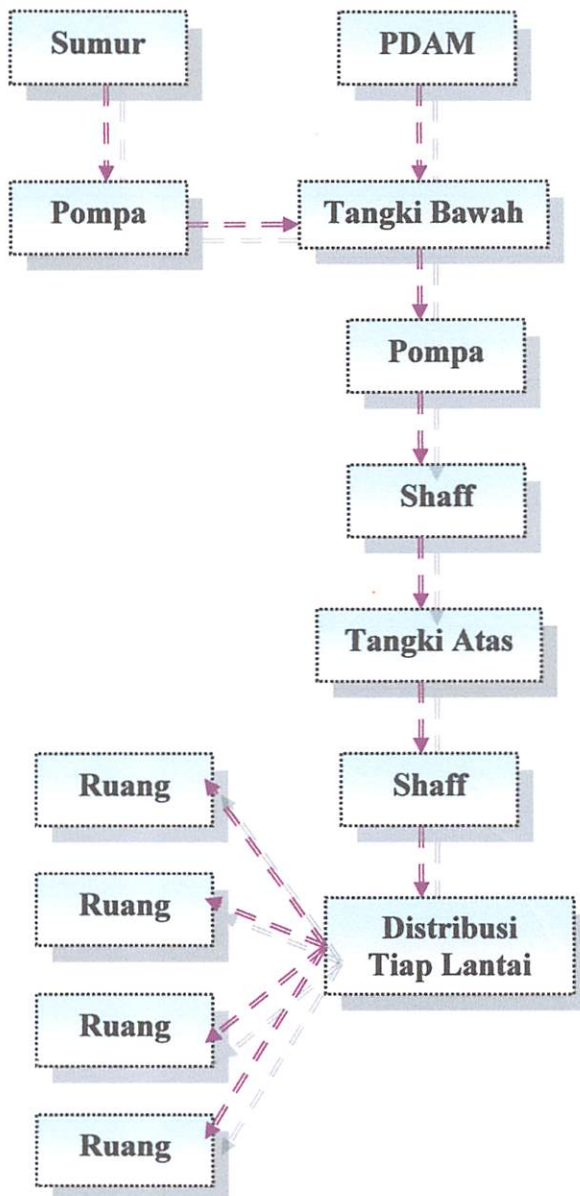 Sumur
PDAM
Pompa
Tangki Bawah
Pompa
Shaff
Tangki Atas
Shaff
Ruang
Ruang
Ruang
Ruang
Distribusi
Tiap Lantai